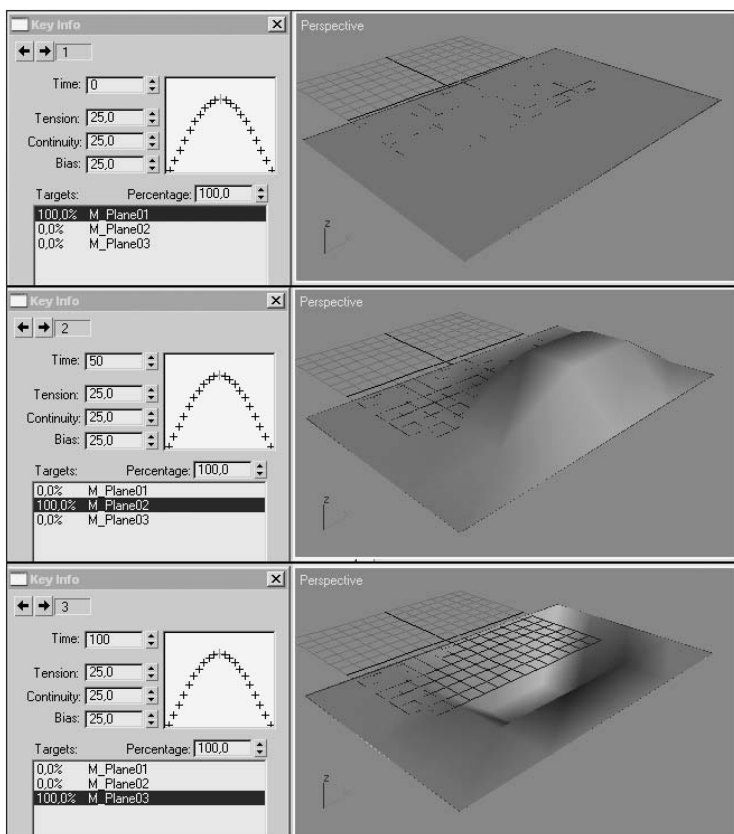 Key Info
1
Time: 0
Tension: 25,0
Continuity: 25,0
Bias: 25,0
Targets: Percentage: 100,0
100,0% M_Plane01
0,0% M_Plane02
0,0% M_Plane03
Perspective
z
Key Info
2
Time: 50
Tension: 25,0
Continuity: 25,0
Bias: 25,0
Targets: Percentage: 100,0
0,0% M_Plane01
100,0% M_Plane02
0,0% M_Plane03
Perspective
z
Key Info
3
Time: 100
Tension: 25,0
Continuity: 25,0
Bias: 25,0
Targets: Percentage: 100,0
0,0% M_Plane01
0,0% M_Plane02
100,0% M_Plane03
Perspective
z